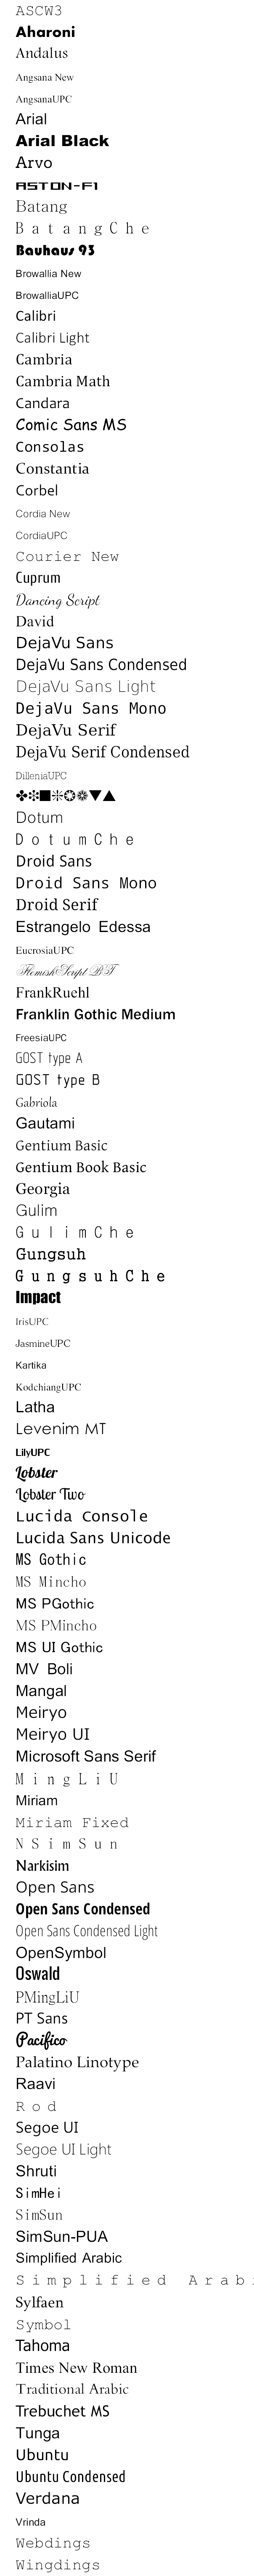 ASCW3
Aharoni
Andalus
Angsana New
AngsanaUPC
Arial
Arial Black
Arvo
ASTON-F1
Batang
BatangChe
Bauhaus 93
Browallia New
BrowalliaUPC
Calibri
Calibri Light
Cambria
Cambria Math
Candara
Comic Sans MS
Consolas
Constantia
Corbel
Cordia New
CordiaUPC
Courier New
Cuprum
Dancing Script
David
DejaVu Sans
DejaVu Sans Condensed
DejaVu Sans Light
DejaVu Sans Mono
DejaVu Serif
DejaVu Serif Condensed
DilleniaUPC
Dotum
DotumChe
Droid Sans
Droid Sans Mono
Droid Serif
Estrangelo Edessa
EucrosiaUPC
FlemishScript BT
FrankRuehl
Franklin Gothic Medium
FreesiaUPC
GOST type A
GOST type B
Gabriola
Gautami
Gentium Basic
Gentium Book Basic
Georgia
Gulim
GulimChe
Gungsuh
GungsuhChe
Impact
IrisUPC
JasmineUPC
Kartika
KodchiangUPC
Latha
Levenim MT
LilyUPC
Lobster
Lobster Two
Lucida Console
Lucida Sans Unicode
MS Gothic
MS Mincho
MS PGothic
MS PMincho
MS UI Gothic
MV Boli
Mangal
Meiryo
Meiryo UI
Microsoft Sans Serif
MingLiU
Miriam
Miriam Fixed
NSimSun
Narkisim
Open Sans
Open Sans Condensed
Open Sans Condensed Light
OpenSymbol
Oswald
PMingLiU
PT Sans
Pacifico
Palatino Linotype
Raavi
Rod
Segoe UI
Segoe UI Light
Shruti
SimHei
SimSun
SimSun-PUA
Simplified Arabic
Simplified Arabi
Sylfaen
Symbol
Tahoma
Times New Roman
Traditional Arabic
Trebuchet MS
Tunga
Ubuntu
Ubuntu Condensed
Verdana
Vrinda
Webdings
Wingdings